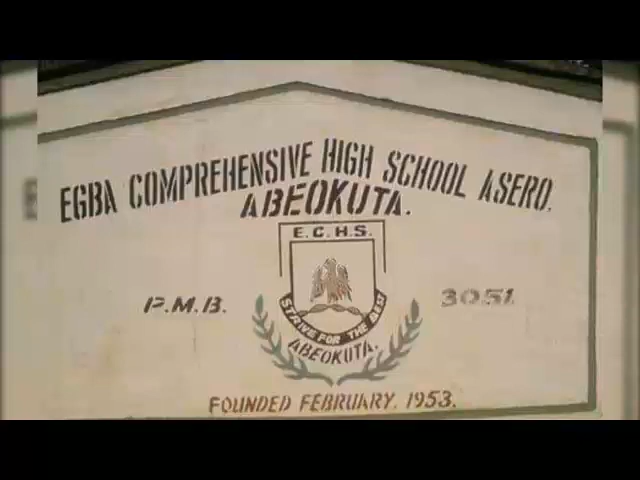 EGBA COMPREHENSIVE HIGH SCHOOL ASERO.
ABEOKUTA.
E.C.H.S.
P.M.B. 3051
STRIVE FOR THE BEST
ABEOKUTA.
FOUNDED FEBRUARY. 1953.